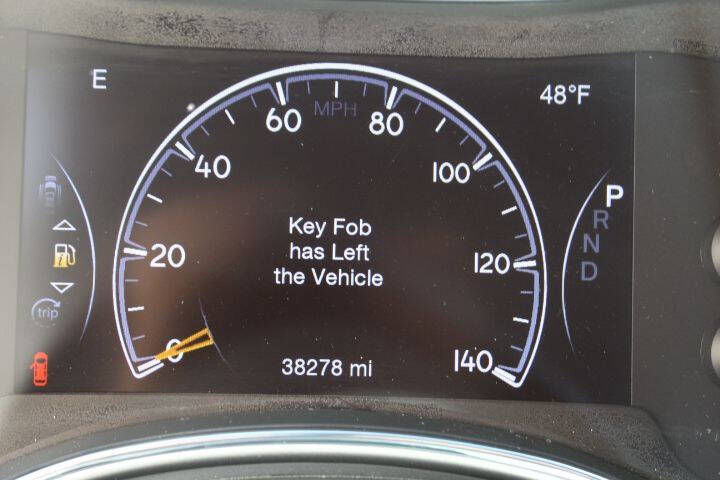 E
48°F
MPH
0
20
40
60
80
100
120
140
Key Fob
has Left
the Vehicle
P
R
N
D
trip
38278 mi